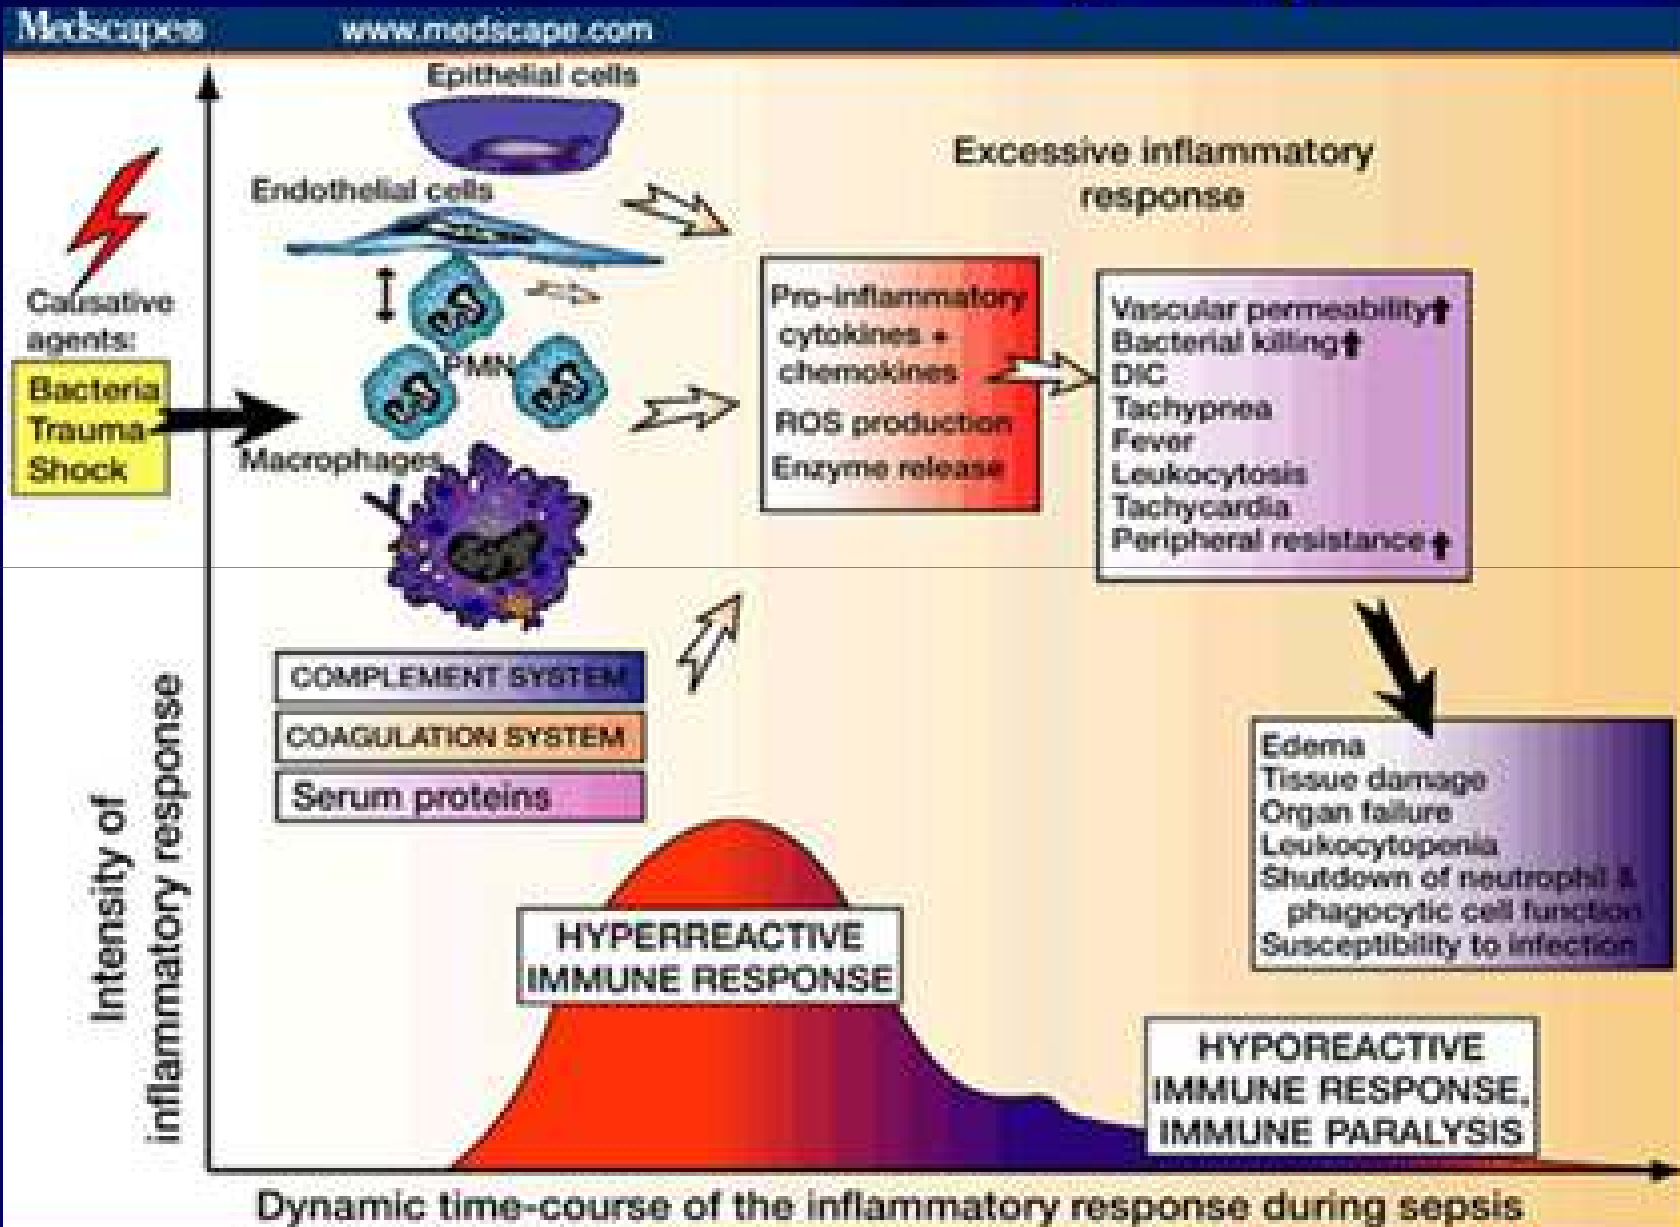 Medscape® www.medscape.com
Epithelial cells
Endothelial cells
PMN
Macrophages
Causative
agents:
Bacteria
Trauma
Shock
COMPLEMENT SYSTEM
COAGULATION SYSTEM
Serum proteins
Excessive inflammatory
response
Pro-inflammatory
cytokines +
chemokines
ROS production
Enzyme release
Vascular permeability↑
Bacterial killing↑
DIC
Tachypnea
Fever
Leukocytosis
Tachycardia
Peripheral resistance↑
Edema
Tissue damage
Organ failure
Leukocytopenia
Shutdown of neutrophil &
phagocytic cell function
Susceptibility to infection
Intensity of
inflammatory response
HYPERREACTIVE
IMMUNE RESPONSE
HYPOREACTIVE
IMMUNE RESPONSE,
IMMUNE PARALYSIS
Dynamic time-course of the inflammatory response during sepsis